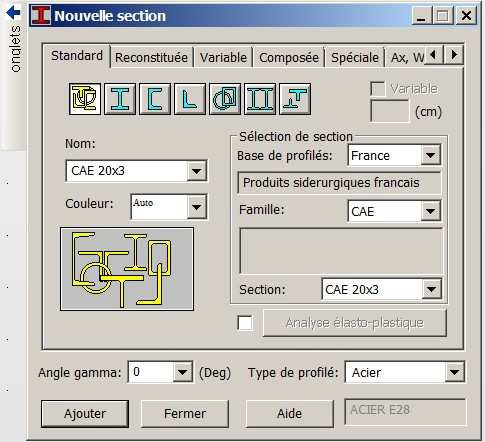 onglets
Nouvelle section
Standard Reconstituée Variable Composée Spéciale Ax, W
Variable
(cm)
Nom:
CAE 20x3
Couleur: Auto
Sélection de section
Base de profilés: France
Produits siderurgiques francais
Famille: CAE
Section: CAE 20x3
Analyse élasto-plastique
Angle gamma: 0 (Deg) Type de profilé: Acier
Ajouter Fermer Aide ACIER E28